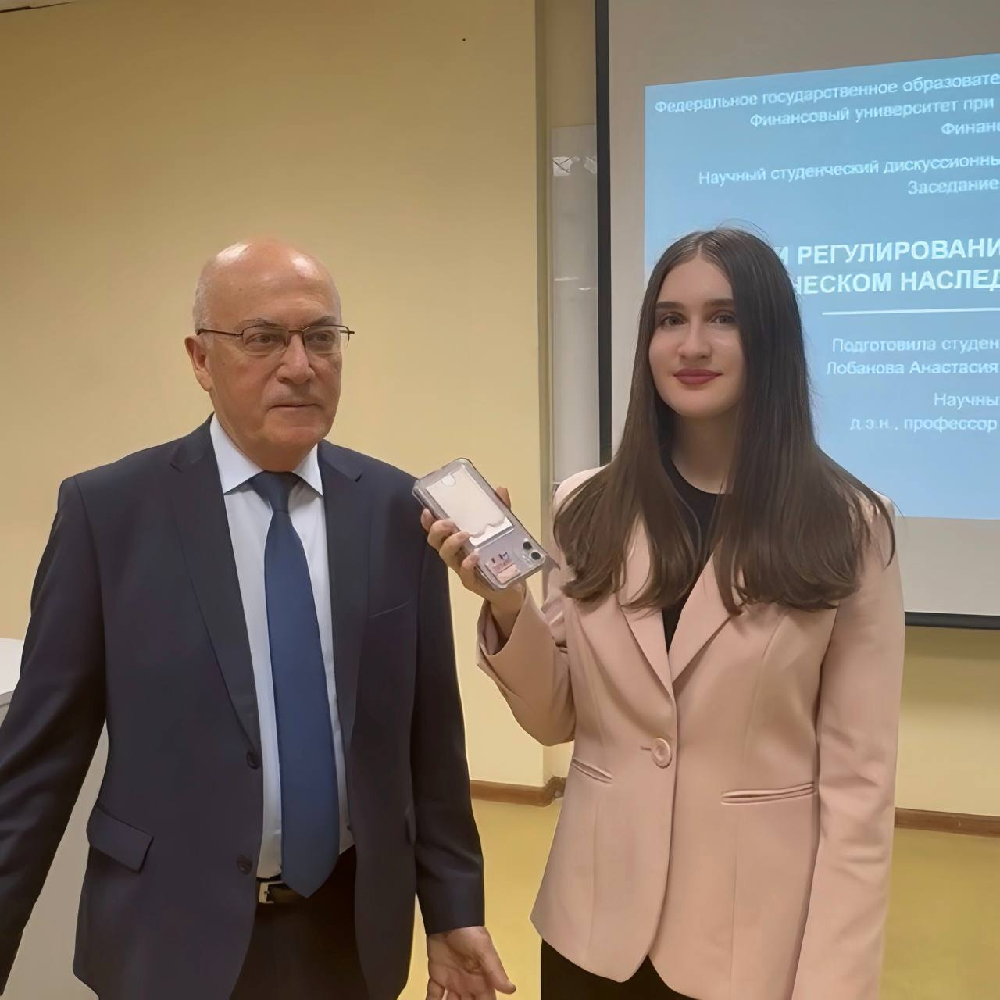 Федеральное государственное образовате
Финансовый университет при
Финанс
Научный студенческий дискуссионны
Заседание
И РЕГУЛИРОВАНИ
ЧЕСКОМ НАСЛЕД
Подготовила студен
Лобанова Анастасия
Научны
д.э.н., профессор